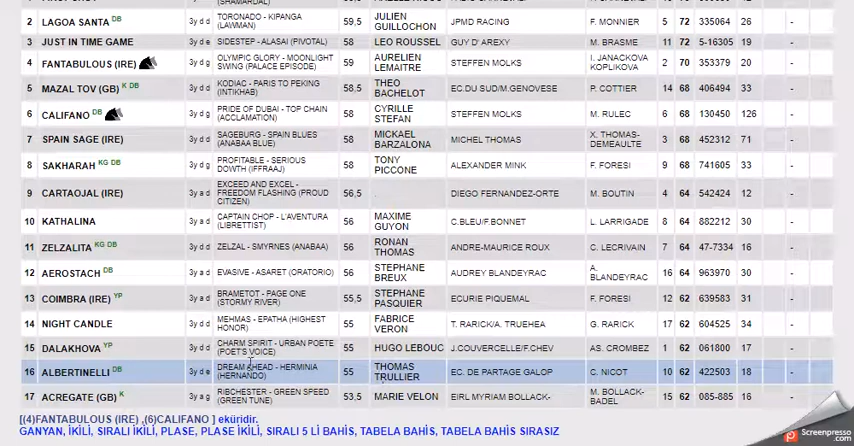 (SHAMARDAL)
2 LAGOA SANTA DB 3y d d TORONADO - KIPANGA (LAWMAN) 59,5 JULIEN GUILLOCHON JPMD RACING F. MONNIER 5 72 335064 26 -
3 JUST IN TIME GAME 3y d e SIDESTEP - ALASAI (PIVOTAL) 58 LEO ROUSSEL GUY D' AREXY M. BRASME 11 72 5-16305 19 -
4 FANTABULOUS (IRE) 3y d g OLYMPIC GLORY - MOONLIGHT SWING (PALACE EPISODE) 59 AURELIEN LEMAITRE STEFFEN MOLKS I. JANACKOVA KOPLIKOVA 2 70 353379 20 -
5 MAZAL TOV (GB) K DB 3y d d KODIAC - PARIS TO PEKING (INTIKHAB) 58,5 THEO BACHELOT EC.DU SUD/M.GENOVESE P. COTTIER 14 68 406494 33 -
6 CALIFANO DB 3y d g PRIDE OF DUBAI - TOP CHAIN (ACCLAMATION) 58 CYRILLE STEFAN STEFFEN MOLKS M. RULEC 6 68 130450 126 -
7 SPAIN SAGE (IRE) 3y d d SAGEBURG - SPAIN BLUES (ANABAA BLUE) 58 MICKAEL BARZALONA MICHEL THOMAS X. THOMAS-DEMEAULTE 3 68 452312 71 -
8 SAKHARAH KG DB 3y d g PROFITABLE - SERIOUS DOWTH (IFFRAAJ) 58 TONY PICCONE ALEXANDER MINK F. FORESI 9 68 741605 33 -
9 CARTAOJAL (IRE) 3y a d EXCEED AND EXCEL - FREEDOM FLASHING (PROUD CITIZEN) 56,5 . DIEGO FERNANDEZ-ORTE M. BOUTIN 4 64 542424 12 -
10 KATHALINA 3y a d CAPTAIN CHOP - L'AVENTURA (LIBRETTIST) 56 MAXIME GUYON C.BLEU/F.BONNET L. LARRIGADE 8 64 882212 30 -
11 ZELZALITA KG DB 3y d d ZELZAL - SMYRNES (ANABAA) 56 RONAN THOMAS ANDRE-MAURICE ROUX C. LECRIVAIN 7 64 47-7334 16 -
12 AEROSTACH DB 3y d d EVASIVE - ASARET (ORATORIO) 56 STEPHANE BREUX AUDREY BLANDEYRAC A. BLANDEYRAC 16 64 963970 30 -
13 COIMBRA (IRE) YP 3y a d BRAMETOT - PAGE ONE (STORMY RIVER) 55,5 STEPHANE PASQUIER ECURIE PIQUEMAL F. FORESI 12 62 639583 31 -
14 NIGHT CANDLE 3y d d MEHMAS - EPATHA (HIGHEST HONOR) 55 FABRICE VERON T. RARICK/A. TRUEHEA G. RARICK 17 62 604525 34 -
15 DALAKHOVA YP 3y d d CHARM SPIRIT - URBAN POETE (POET'S VOICE) 55 HUGO LEBOUC J.COUVERCELLE/F.CHEV AS. CROMBEZ 1 62 061800 17 -
16 ALBERTINELLI DB 3y d e DREAM AHEAD - HERMINIA (HERNANDO) 55 THOMAS TRULLIER EC. DE PARTAGE GALOP C. NICOT 10 62 422503 18 -
17 ACREGATE (GB) K 3y a g RIBCHESTER - GREEN SPEED (GREEN TUNE) 53,5 MARIE VELON EIRL MYRIAM BOLLACK- M. BOLLACK-BADEL 15 62 085-85 16 -
[(4)FANTABULOUS (IRE) ,(6)CALIFANO ] eküridir.
GANYAN, İKİLİ, SIRALI İKİLİ, PLASE, PLASE İKİLİ, SIRALI 5 Lİ BAHİS, TABELA BAHİS, TABELA BAHİS SIRASIZ
Screenpresso.com